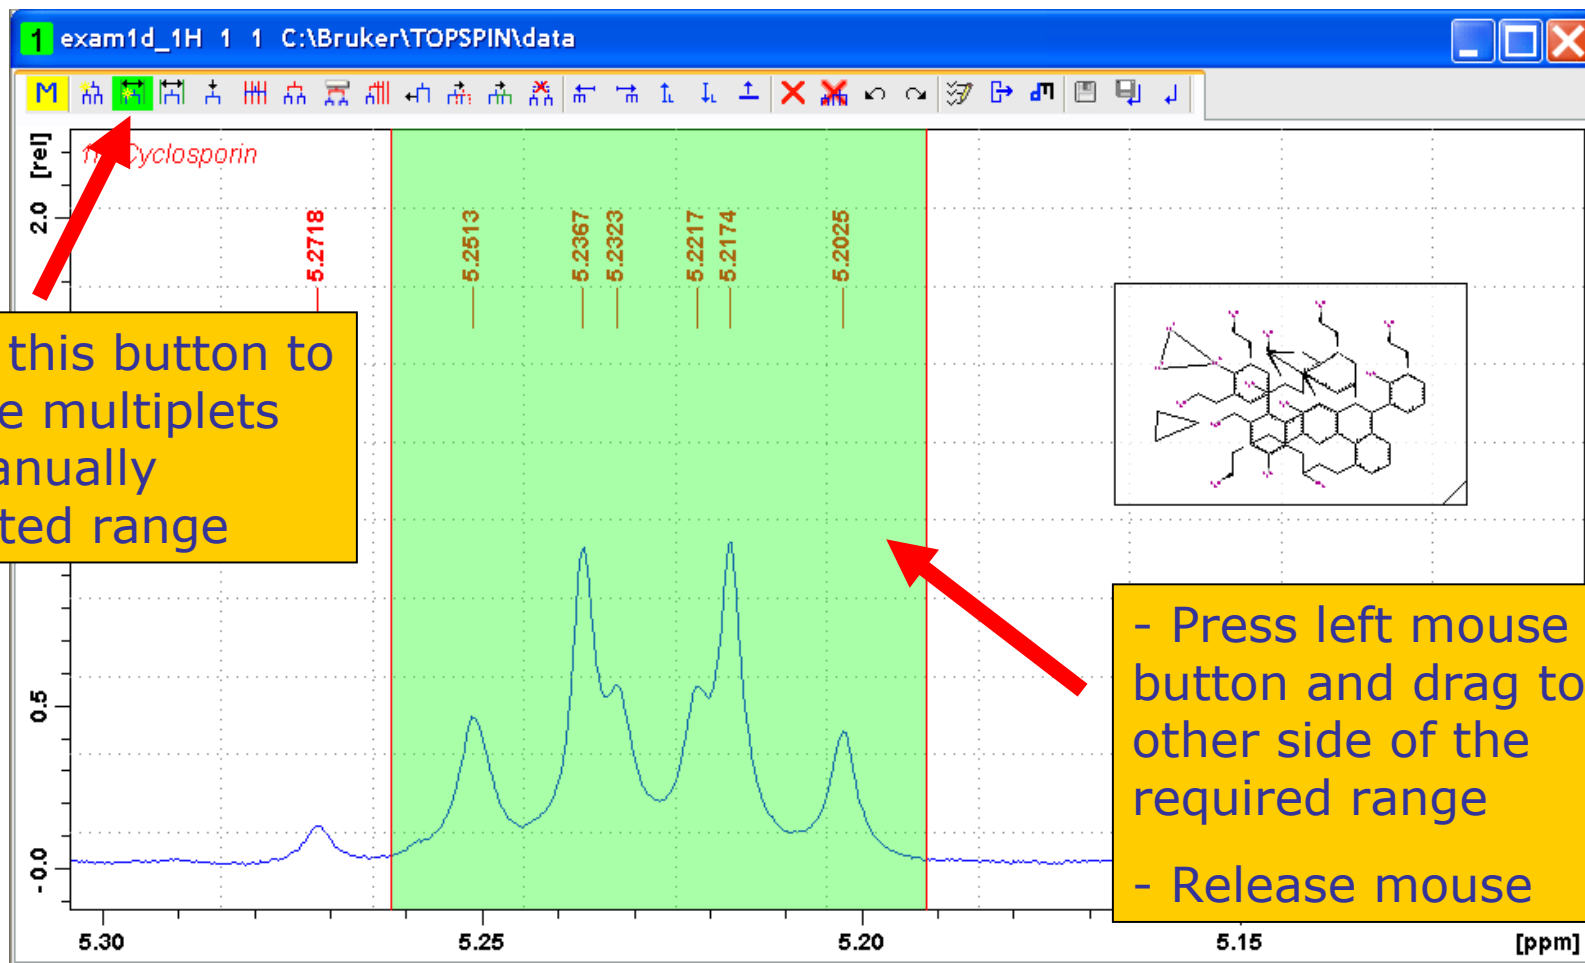 1 exam1d_1H 1 1 C:\Bruker\TOPSPIN\data
M
[rel]
Cyclosporin
2.0
5.2718
5.2513
5.2367
5.2323
5.2217
5.2174
5.2025
this button to
multiplets
range
0.5
- Press left mouse
button and drag to
other side of the
required range
- Release mouse
-0.0
5.30
5.25
5.20
5.15
[ppm]